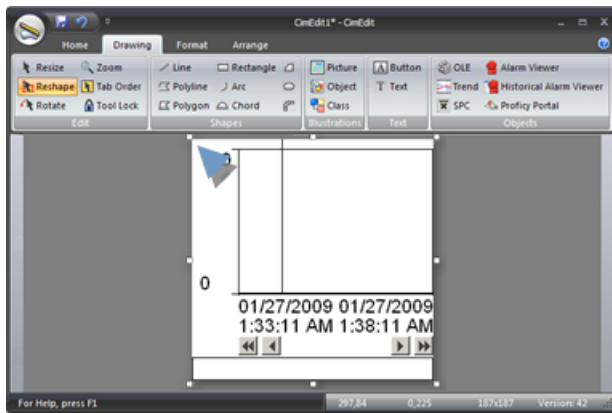 CimEdit1* - CimEdit
Home Drawing Format Arrange
Resize Zoom Line Rectangle Picture Button OLE Alarm Viewer
Reshape Tab Order Polyline Arc Object Text Trend Historical Alarm Viewer
Rotate Tool Lock Polygon Chord Class SPC Proficy Portal
Edit Shapes Illustrations Text Objects
0
01/27/2009 01/27/2009
1:33:11 AM 1:38:11 AM
For Help, press F1 297,84 0,225 187x187 Version: 42